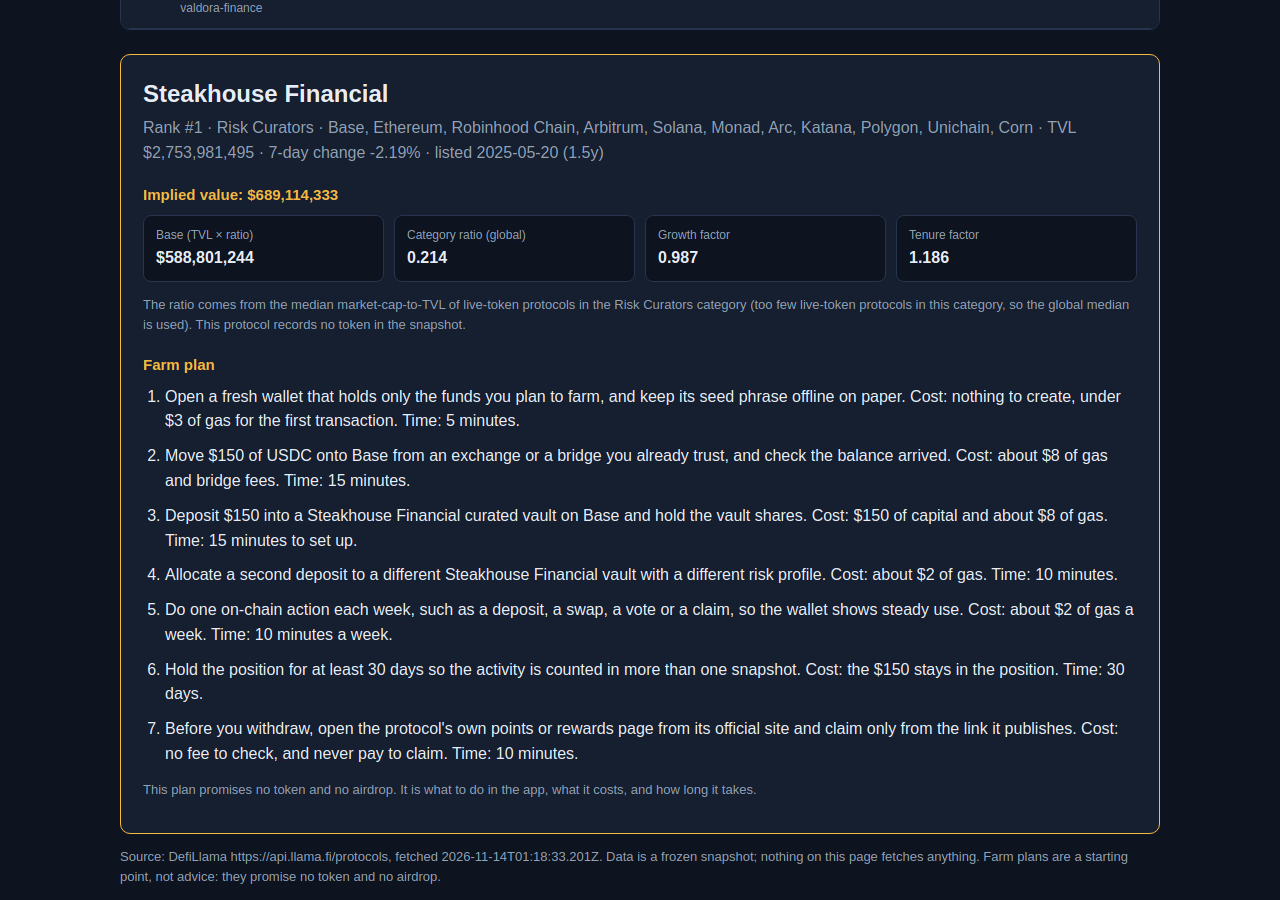 valdora-finance
Steakhouse Financial
Rank #1 · Risk Curators · Base, Ethereum, Robinhood Chain, Arbitrum, Solana, Monad, Arc, Katana, Polygon, Unichain, Corn · TVL
$2,753,981,495 · 7-day change -2.19% · listed 2025-05-20 (1.5y)
Implied value: $689,114,333
Base (TVL × ratio)
$588,801,244
Category ratio (global)
0.214
Growth factor
0.987
Tenure factor
1.186
The ratio comes from the median market-cap-to-TVL of live-token protocols in the Risk Curators category (too few live-token protocols in this category, so the global median
is used). This protocol records no token in the snapshot.
Farm plan
1. Open a fresh wallet that holds only the funds you plan to farm, and keep its seed phrase offline on paper. Cost: nothing to create, under
$3 of gas for the first transaction. Time: 5 minutes.
2. Move $150 of USDC onto Base from an exchange or a bridge you already trust, and check the balance arrived. Cost: about $8 of gas
and bridge fees. Time: 15 minutes.
3. Deposit $150 into a Steakhouse Financial curated vault on Base and hold the vault shares. Cost: $150 of capital and about $8 of gas.
Time: 15 minutes to set up.
4. Allocate a second deposit to a different Steakhouse Financial vault with a different risk profile. Cost: about $2 of gas. Time: 10 minutes.
5. Do one on-chain action each week, such as a deposit, a swap, a vote or a claim, so the wallet shows steady use. Cost: about $2 of gas a
week. Time: 10 minutes a week.
6. Hold the position for at least 30 days so the activity is counted in more than one snapshot. Cost: the $150 stays in the position. Time: 30
days.
7. Before you withdraw, open the protocol's own points or rewards page from its official site and claim only from the link it publishes. Cost:
no fee to check, and never pay to claim. Time: 10 minutes.
This plan promises no token and no airdrop. It is what to do in the app, what it costs, and how long it takes.
Source: DefiLlama https://api.llama.fi/protocols, fetched 2026-11-14T01:18:33.201Z. Data is a frozen snapshot; nothing on this page fetches anything. Farm plans are a starting
point, not advice: they promise no token and no airdrop.